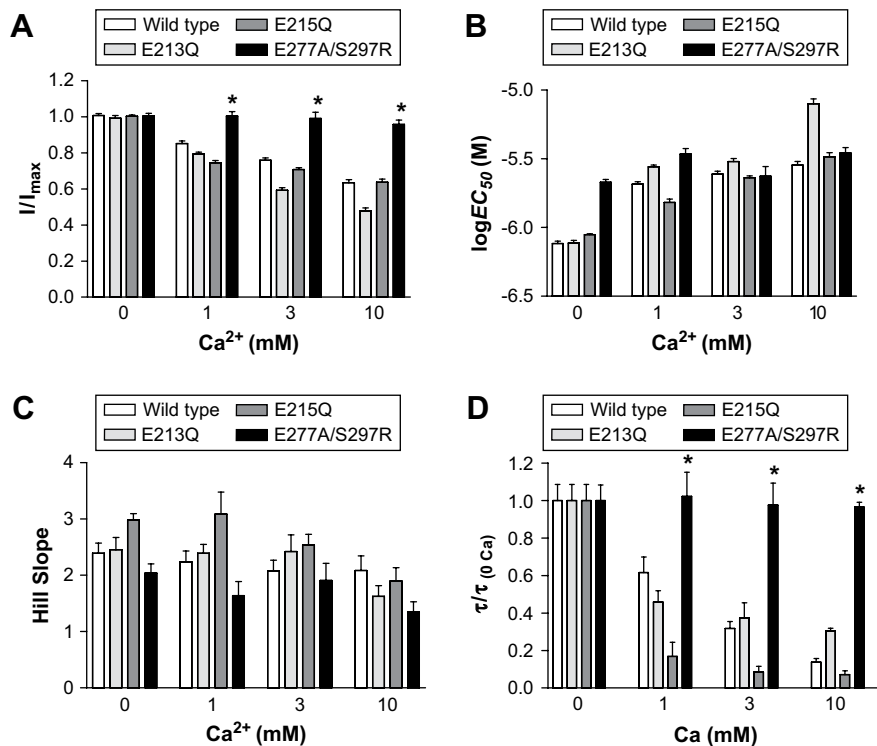 A
Wild type
E215Q
E213Q
E277A/S297R
I/Imax
1.2
1.0
0.8
0.6
0.4
0.2
0.0
* * *
0 1 3 10
Ca²⁺ (mM)
B
Wild type
E215Q
E213Q
E277A/S297R
logEC50 (M)
-5.0
-5.5
-6.0
-6.5
0 1 3 10
Ca²⁺ (mM)
C
Wild type
E215Q
E213Q
E277A/S297R
Hill Slope
4
3
2
1
0
0 1 3 10
Ca²⁺ (mM)
D
Wild type
E215Q
E213Q
E277A/S297R
τ/τ (0 Ca)
1.2
1.0
0.8
0.6
0.4
0.2
0.0
* * *
0 1 3 10
Ca (mM)